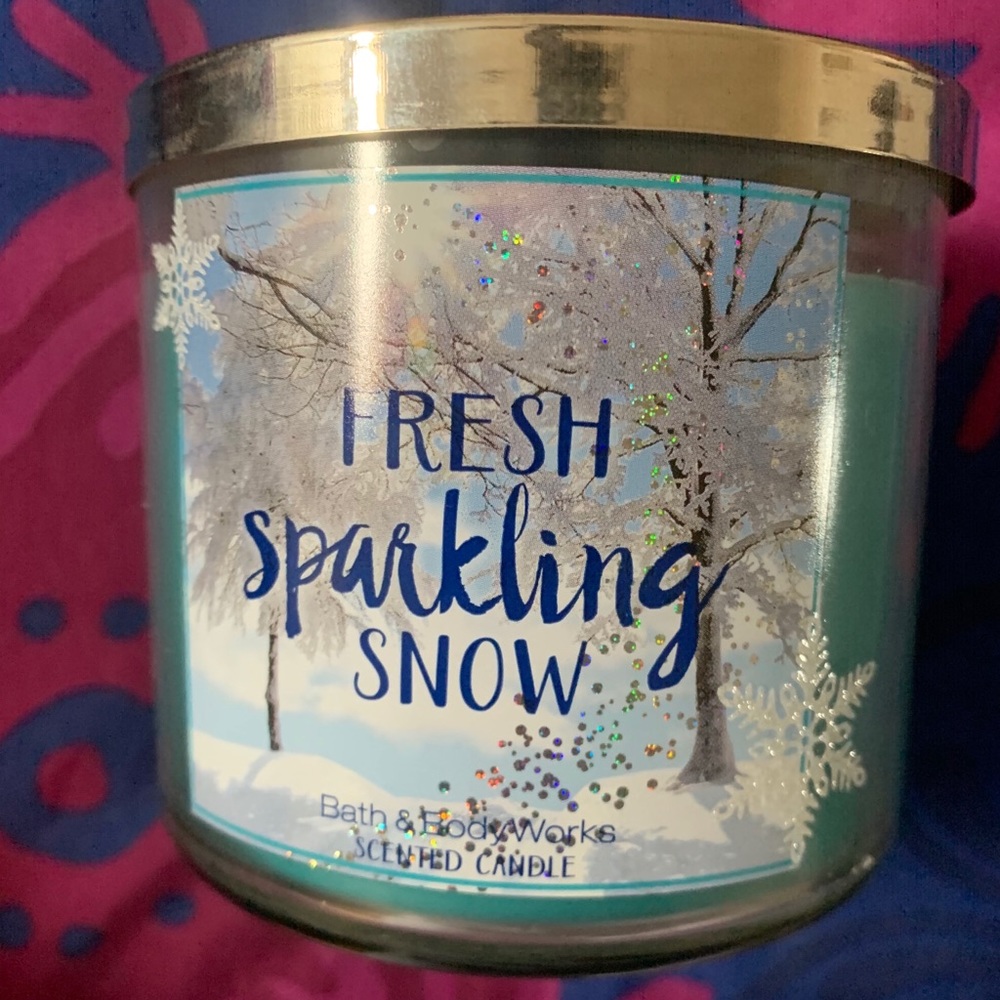 FRESH
sparkling
SNOW
Bath & Body Works
SCENTED CANDLE